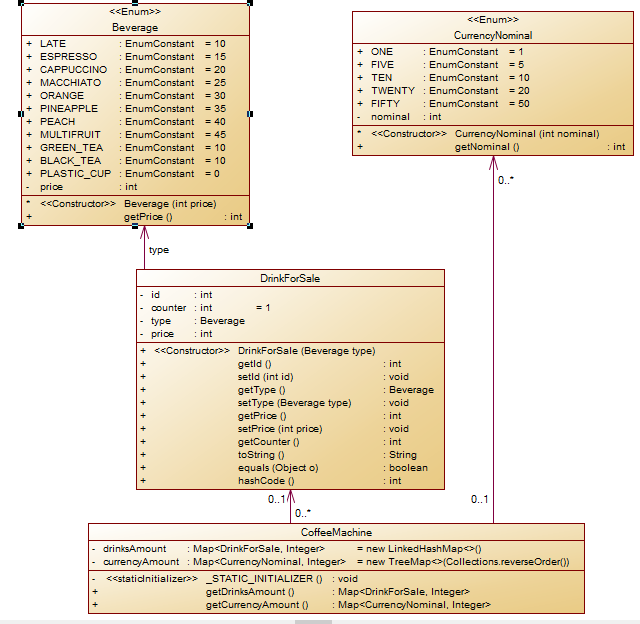 <<Enum>>
Beverage
+ LATE : EnumConstant = 10
+ ESPRESSO : EnumConstant = 15
+ CAPPUCCINO : EnumConstant = 20
+ MACCHIATO : EnumConstant = 25
+ ORANGE : EnumConstant = 30
+ PINEAPPLE : EnumConstant = 35
+ PEACH : EnumConstant = 40
+ MULTIFRUIT : EnumConstant = 45
+ GREEN_TEA : EnumConstant = 10
+ BLACK_TEA : EnumConstant = 10
+ PLASTIC_CUP : EnumConstant = 0
- price : int
* <<Constructor>> Beverage (int price)
+ getPrice () : int
<<Enum>>
CurrencyNominal
+ ONE : EnumConstant = 1
+ FIVE : EnumConstant = 5
+ TEN : EnumConstant = 10
+ TWENTY : EnumConstant = 20
+ FIFTY : EnumConstant = 50
- nominal : int
* <<Constructor>> CurrencyNominal (int nominal)
+ getNominal () : int
0..*
type
DrinkForSale
- id : int
- counter : int = 1
- type : Beverage
- price : int
+ <<Constructor>> DrinkForSale (Beverage type)
+ getId () : int
+ setId (int id) : void
+ getType () : Beverage
+ setType (Beverage type) : void
+ getPrice () : int
+ setPrice (int price) : void
+ getCounter () : int
+ toString () : String
+ equals (Object o) : boolean
+ hashCode () : int
0..1
0..*
0..1
CoffeeMachine
- drinksAmount : Map<DrinkForSale, Integer> = new LinkedHashMap<>()
- currencyAmount : Map<CurrencyNominal, Integer> = new TreeMap<>(Collections.reverseOrder())
- <<staticInitializer>> _STATIC_INITIALIZER () : void
+ getDrinksAmount () : Map<DrinkForSale, Integer>
+ getCurrencyAmount () : Map<CurrencyNominal, Integer>